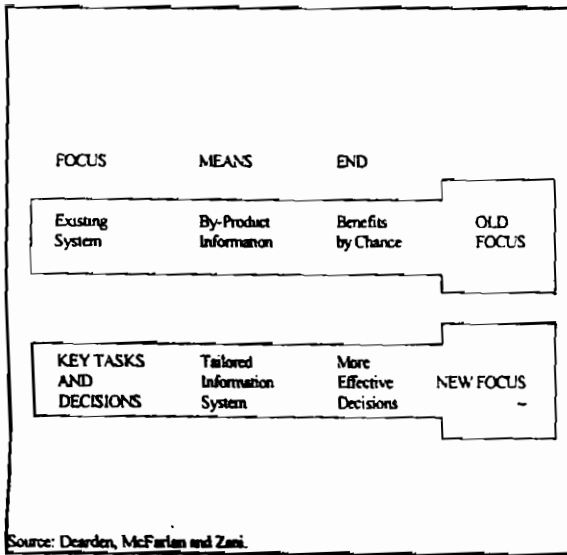 FOCUS MEANS END
Existing By-Product Benefits OLD
System Information by Chance FOCUS
KEY TASKS Tailored More
AND Information Effective NEW FOCUS
DECISIONS System Decisions ~
Source: Dearden, McFarlan and Zani.